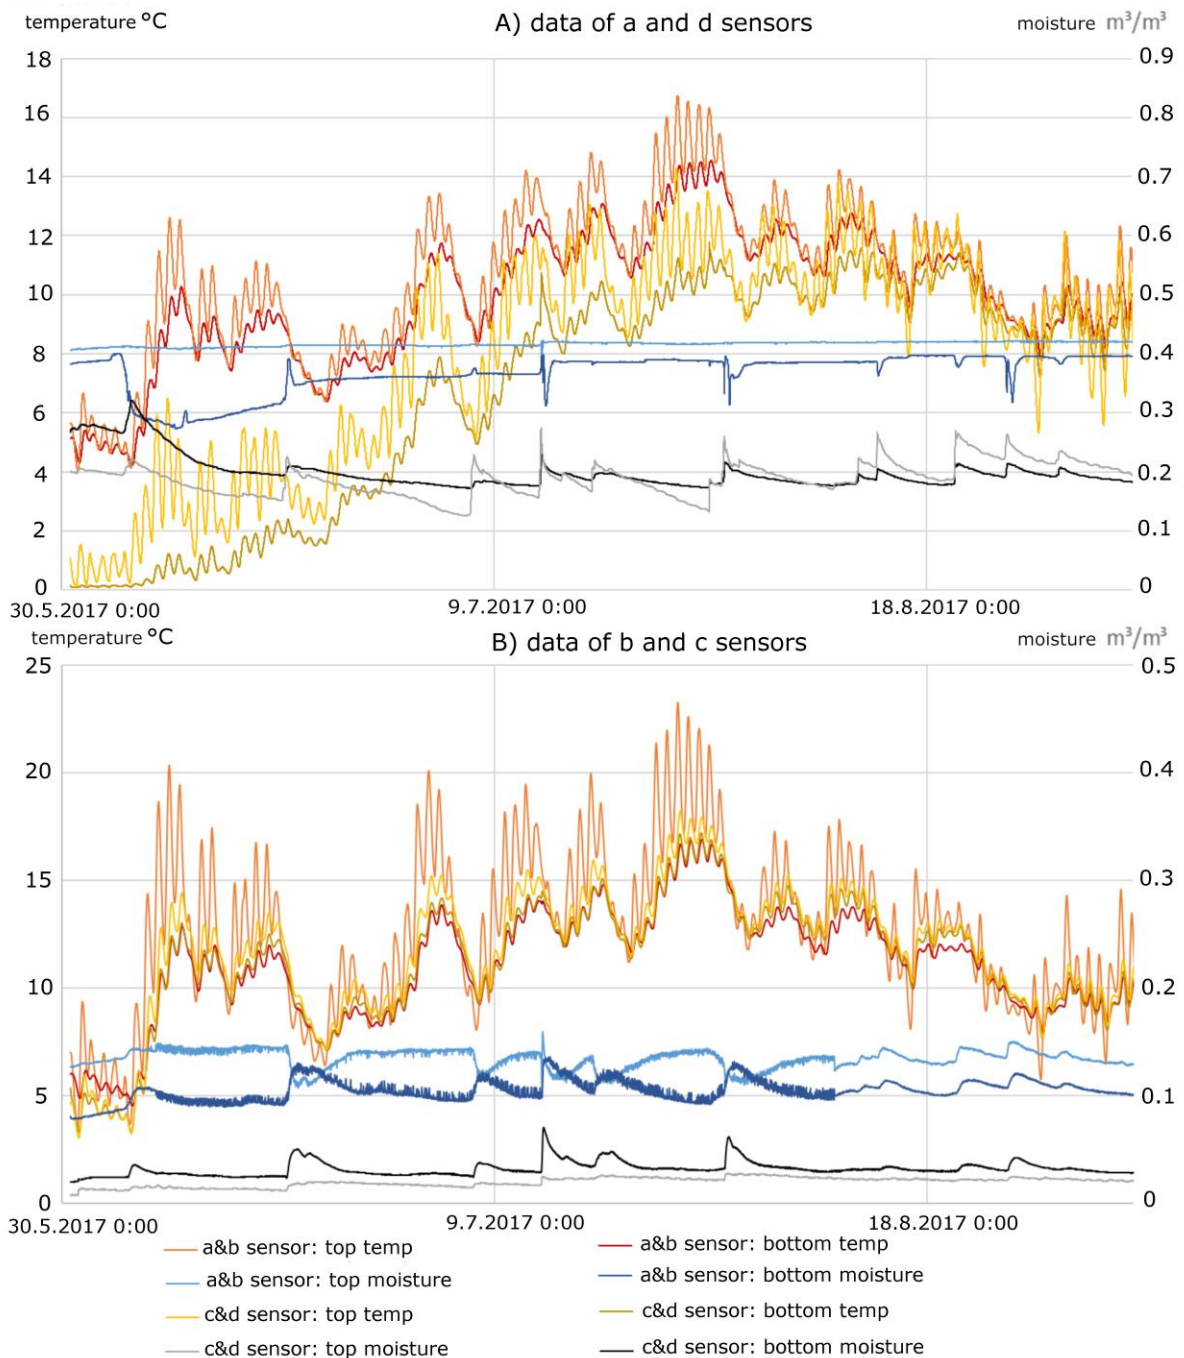 A) data of a and d sensors
temperature °C
moisture m³/m³
18
16
14
12
10
8
6
4
2
0
0.9
0.8
0.7
0.6
0.5
0.4
0.3
0.2
0.1
0
30.5.2017 0:00
9.7.2017 0:00
18.8.2017 0:00
B) data of b and c sensors
temperature °C
moisture m³/m³
25
20
15
10
5
0
0.5
0.4
0.3
0.2
0.1
0
30.5.2017 0:00
9.7.2017 0:00
18.8.2017 0:00
a&b sensor: top temp
a&b sensor: bottom temp
a&b sensor: top moisture
a&b sensor: bottom moisture
c&d sensor: top temp
c&d sensor: bottom temp
c&d sensor: top moisture
c&d sensor: bottom moisture